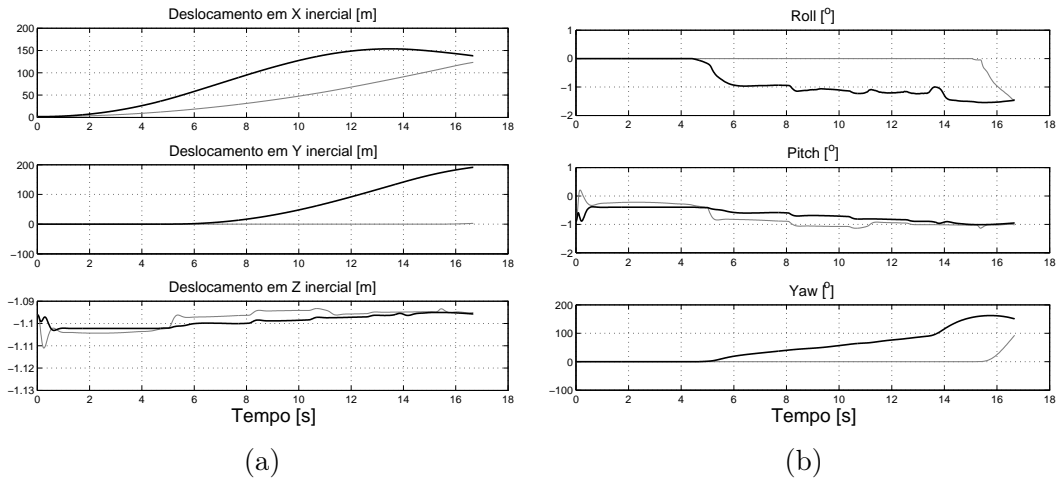 Deslocamento em X inercial [m]
200
150
100
50
0
0 2 4 6 8 10 12 14 16 18
Deslocamento em Y inercial [m]
200
100
0
−100
0 2 4 6 8 10 12 14 16 18
Deslocamento em Z inercial [m]
−1.09
−1.1
−1.11
−1.12
−1.13
0 2 4 6 8 10 12 14 16 18
Tempo [s]
(a)
Roll [o]
1
0
−1
−2
0 2 4 6 8 10 12 14 16 18
Pitch [o]
1
0
−1
−2
0 2 4 6 8 10 12 14 16 18
Yaw [o]
200
100
0
−100
0 2 4 6 8 10 12 14 16 18
Tempo [s]
(b)